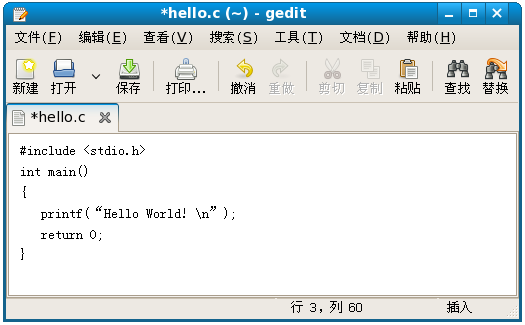 *hello.c (~) - gedit
文件(F) 编辑(E) 查看(V) 搜索(S) 工具(T) 文档(D) 帮助(H)
新建 打开 保存 打印... 撤消 重做 剪切 复制 粘贴 查找 替换
*hello.c
#include <stdio.h>
int main()
{
printf(“Hello World! \n”);
return 0;
}
行 3，列 60 插入